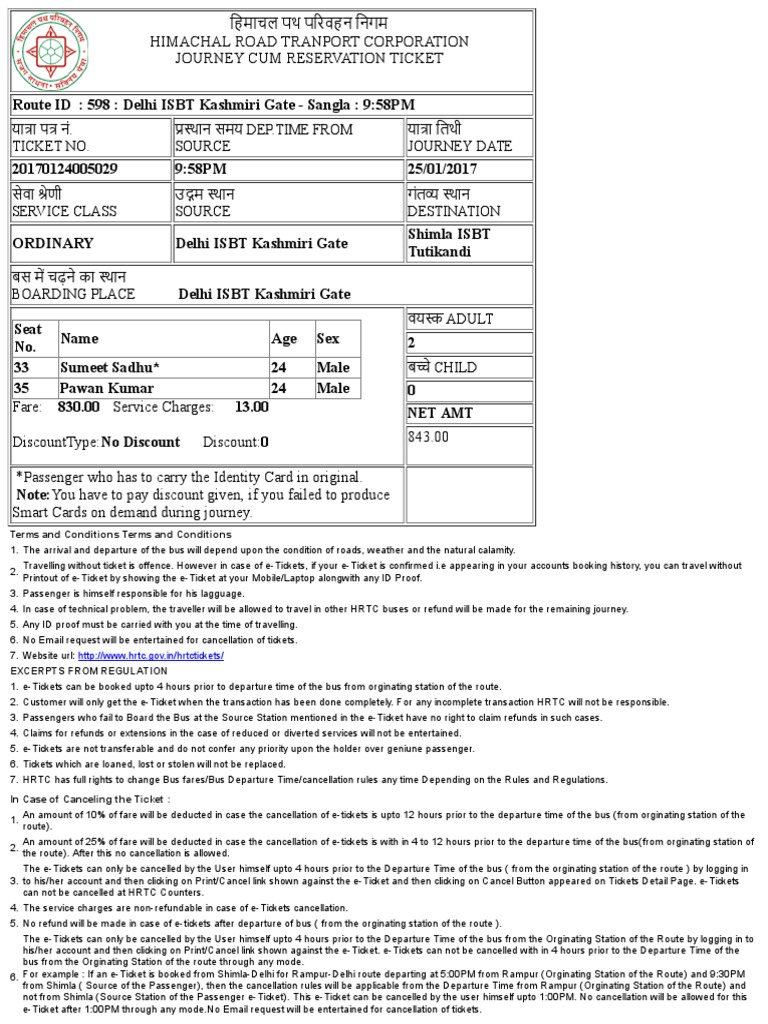 हिमाचल पथ परिवहन निगम
HIMACHAL ROAD TRANPORT CORPORATION
JOURNEY CUM RESERVATION TICKET
Route ID : 598 : Delhi ISBT Kashmiri Gate - Sangla : 9:58PM
यात्रा पत्र नं.
TICKET NO.
प्रस्थान समय DEP.TIME FROM
SOURCE
यात्रा तिथी
JOURNEY DATE
20170124005029
9:58PM
25/01/2017
सेवा श्रेणी
SERVICE CLASS
उद्गम स्थान
SOURCE
गंतव्य स्थान
DESTINATION
ORDINARY
Delhi ISBT Kashmiri Gate
Shimla ISBT
Tutikandi
बस में चढ़ने का स्थान
BOARDING PLACE Delhi ISBT Kashmiri Gate
Seat
No. Name Age Sex
33 Sumeet Sadhu* 24 Male
35 Pawan Kumar 24 Male
Fare: 830.00 Service Charges: 13.00
DiscountType: No Discount Discount:0
वयस्क ADULT
2
बच्चे CHILD
0
NET AMT
843.00
*Passenger who has to carry the Identity Card in original.
Note: You have to pay discount given, if you failed to produce
Smart Cards on demand during journey.
Terms and Conditions Terms and Conditions
1. The arrival and departure of the bus will depend upon the condition of roads, weather and the natural calamity.
2. Travelling without ticket is offence. However in case of e-Tickets, if your e-Ticket is confirmed i.e appearing in your accounts booking history, you can travel without
Printout of e-Ticket by showing the e-Ticket at your Mobile/Laptop alongwith any ID Proof.
3. Passenger is himself responsible for his lagguage.
4. In case of technical problem, the traveller will be allowed to travel in other HRTC buses or refund will be made for the remaining journey.
5. Any ID proof must be carried with you at the time of travelling.
6. No Email request will be entertained for cancellation of tickets.
7. Website url: http://www.hrtc.gov.in/hrtctickets/
EXCERPTS FROM REGULATION
1. e-Tickets can be booked upto 4 hours prior to departure time of the bus from orginating station of the route.
2. Customer will only get the e-Ticket when the transaction has been done completely. For any incomplete transaction HRTC will not be responsible.
3. Passengers who fail to Board the Bus at the Source Station mentioned in the e-Ticket have no right to claim refunds in such cases.
4. Claims for refunds or extensions in the case of reduced or diverted services will not be entertained.
5. e-Tickets are not transferable and do not confer any priority upon the holder over geniune passenger.
6. Tickets which are loaned, lost or stolen will not be replaced.
7. HRTC has full rights to change Bus fares/Bus Departure Time/cancellation rules any time Depending on the Rules and Regulations.
In Case of Canceling the Ticket :
1. An amount of 10% of fare will be deducted in case the cancellation of e-tickets is upto 12 hours prior to the departure time of the bus (from orginating station of the
route).
2. An amount of 25% of fare will be deducted in case the cancellation of e-tickets is with in 4 to 12 hours prior to the departure time of the bus(from orginating station of
the route). After this no cancellation is allowed.
The e-Tickets can only be cancelled by the User himself upto 4 hours prior to the Departure Time of the bus ( from the orginating station of the route ) by logging in
3. to his/her account and then clicking on Print/Cancel link shown against the e-Ticket and then clicking on Cancel Button appeared on Tickets Detail Page. e-Tickets
can not be cancelled at HRTC Counters.
4. The service charges are non-refundable in case of e-Tickets cancellation.
5. No refund will be made in case of e-tickets after departure of bus ( from the orginating station of the route ).
The e-Tickets can only be cancelled by the User himself upto 4 hours prior to the Departure Time of the bus from the Orginating Station of the Route by logging in to
his/her account and then clicking on Print/Cancel link shown against the e-Ticket. e-Tickets can not be cancelled with in 4 hours prior to the Departure Time of the
bus from the Orginating Station of the route through any mode.
6. For example : If an e-Ticket is booked from Shimla-Delhi for Rampur-Delhi route departing at 5:00PM from Rampur (Orginating Station of the Route) and 9:30PM
from Shimla ( Source of the Passenger), then the cancellation rules will be applicable from the Departure Time from Rampur (Orginating Station of the Route) and
not from Shimla (Source Station of the Passenger e-Ticket). This e-Ticket can be cancelled by the user himself upto 1:00PM. No cancellation will be allowed for this
e-Ticket after 1:00PM through any mode.No Email request will be entertained for cancellation of tickets.